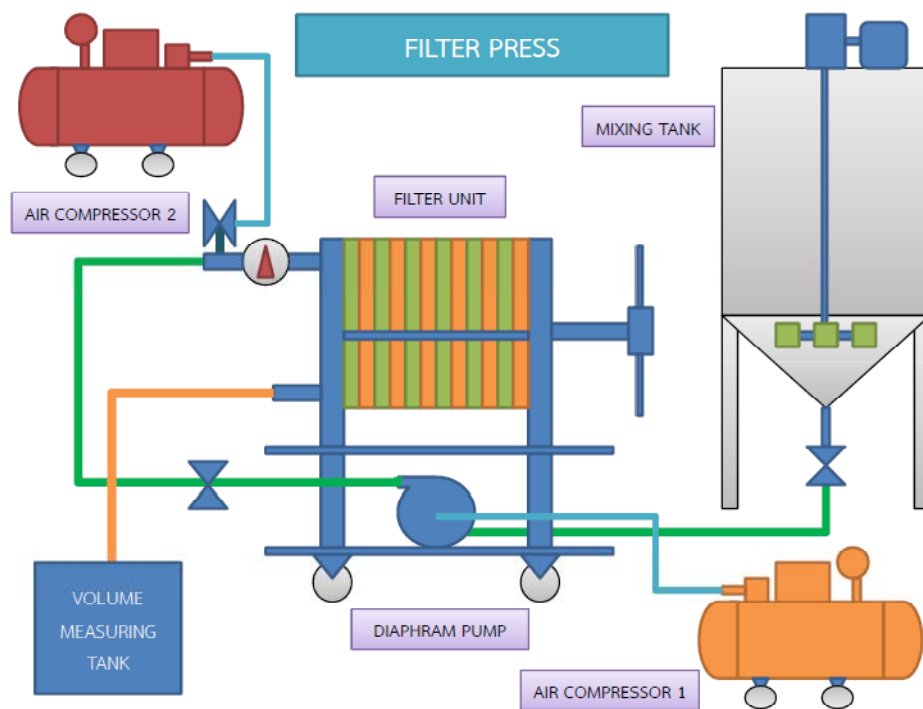 FILTER PRESS
MIXING TANK
AIR COMPRESSOR 2
FILTER UNIT
VOLUME
MEASURING
TANK
DIAPHRAM PUMP
AIR COMPRESSOR 1